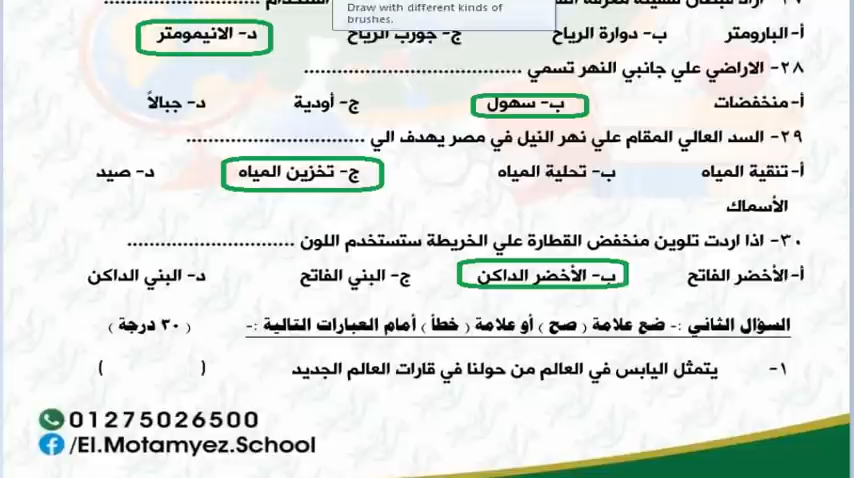 Draw with different kinds of
brushes.
أ- البارومتر ب- دوارة الرياح ج- جورب الرياح د- الانيمومتر
٢٨- الاراضي علي جانبي النهر تسمي ................................
أ- منخفضات ب- سهول ج- أودية د- جبالاً
٢٩- السد العالي المقام علي نهر النيل في مصر يهدف الي ..........................
أ- تنقية المياه ب- تحلية المياه ج- تخزين المياه د- صيد
الأسماك
٣٠- اذا اردت تلوين منخفض القطارة علي الخريطة ستستخدم اللون ........................
أ- الأخضر الفاتح ب- الأخضر الداكن ج- البني الفاتح د- البني الداكن
السؤال الثاني :- ضع علامة ( صح ) أو علامة ( خطأ ) أمام العبارات التالية :- ( ٣٠ درجة )
١- يتمثل اليابس في العالم من حولنا في قارات العالم الجديد ( )
01275026500
/El.Motamyez.School